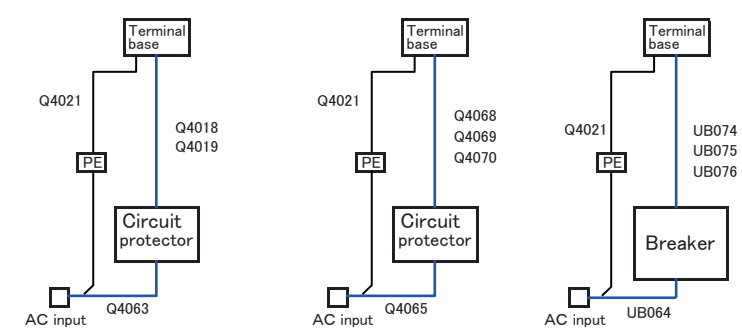 Terminal
base
Q4021
Q4018
Q4019
PE
Circuit
protector
Q4063
AC input
Terminal
base
Q4021
Q4068
Q4069
Q4070
PE
Circuit
protector
Q4065
AC input
Terminal
base
Q4021
UB074
UB075
UB076
PE
Breaker
UB064
AC input